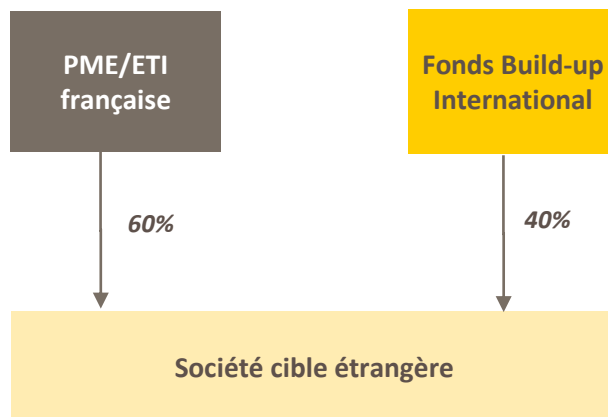 PME/ETI
française
Fonds Build-up
International
60%
40%
Société cible étrangère